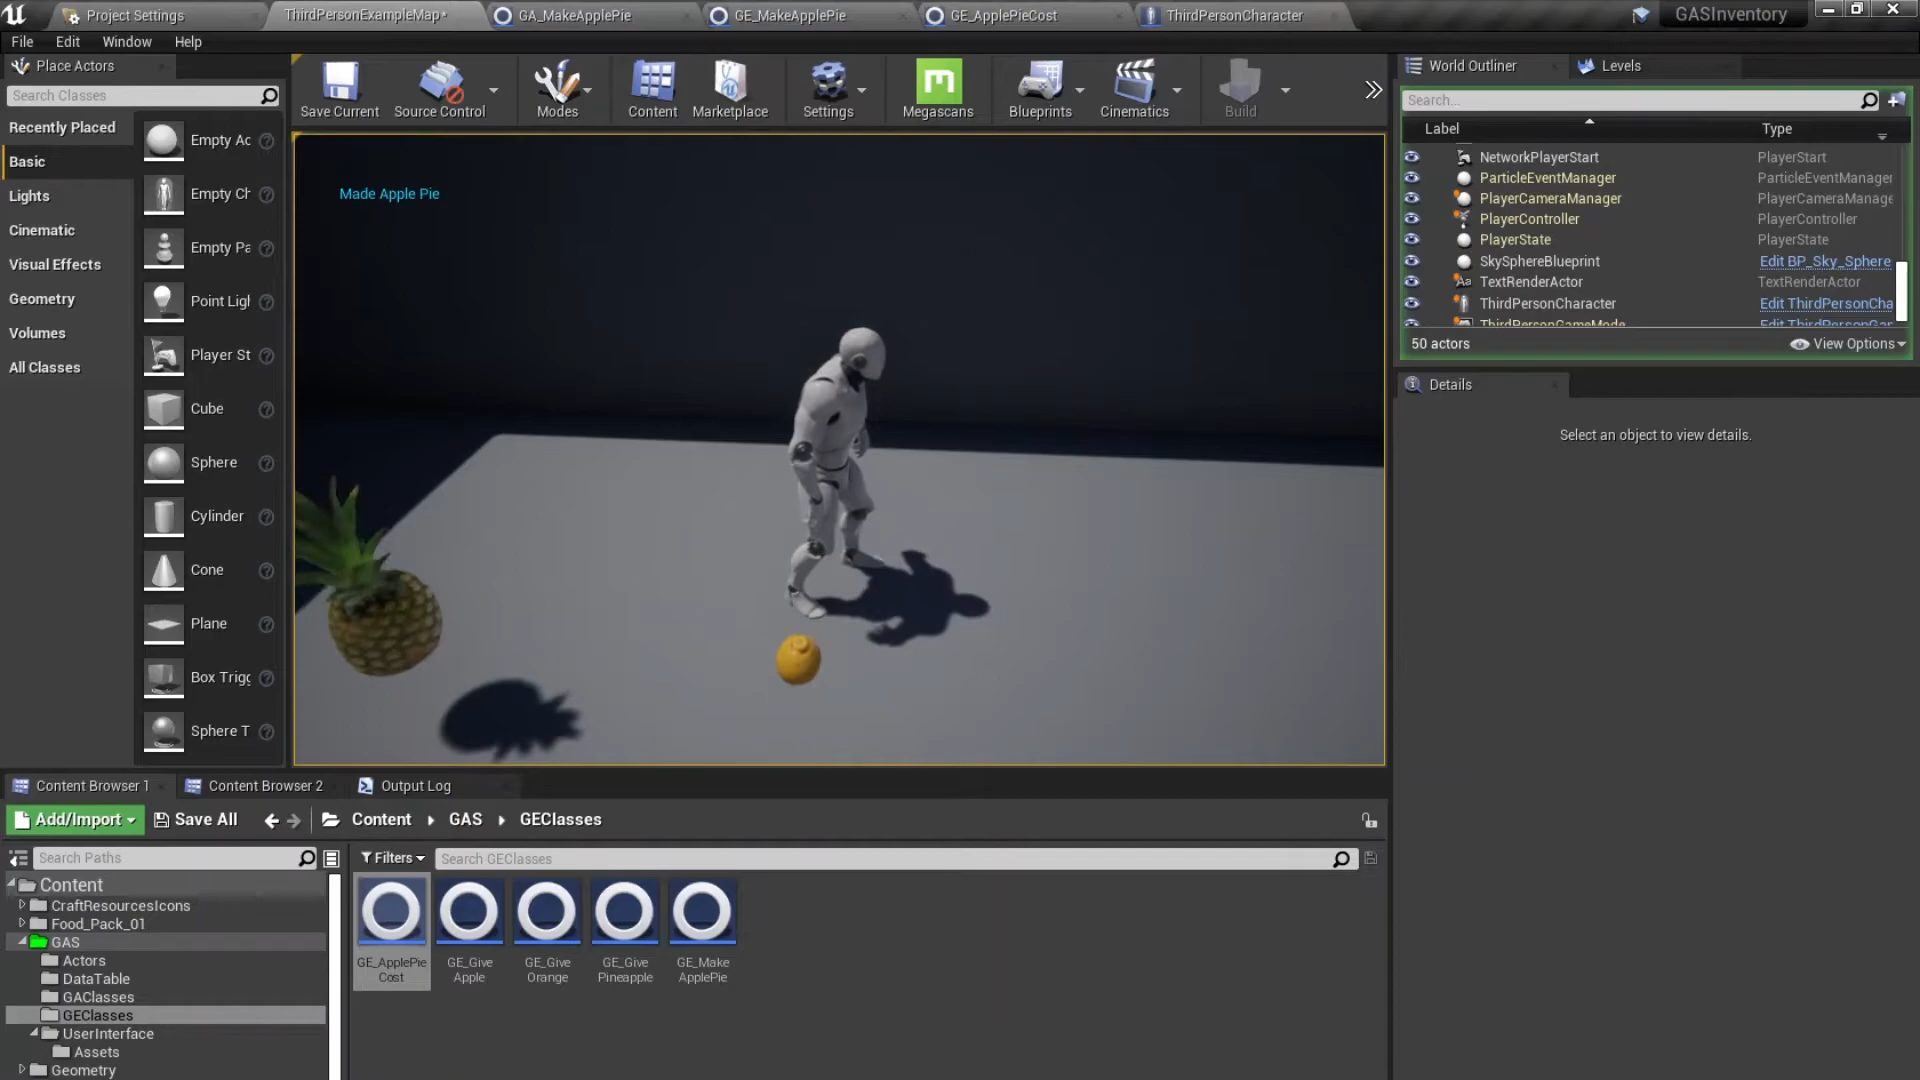 Project Settings
ThirdPersonExampleMap*
GA_MakeApplePie
GE_MakeApplePie
GE_ApplePieCost
ThirdPersonCharacter
GASInventory
File Edit Window Help
Place Actors
Search Classes
Recently Placed
Basic
Lights
Cinematic
Visual Effects
Geometry
Volumes
All Classes
Empty Ac
Empty Ch
Empty Pa
Point Ligh
Player St
Cube
Sphere
Cylinder
Cone
Plane
Box Trigg
Sphere T
Save Current
Source Control
Modes
Content
Marketplace
Settings
Megascans
Blueprints
Cinematics
Build
Made Apple Pie
World Outliner
Levels
Search...
Label Type
NetworkPlayerStart PlayerStart
ParticleEventManager ParticleEventManager
PlayerCameraManager PlayerCameraManage
PlayerController PlayerController
PlayerState PlayerState
SkySphereBlueprint Edit BP_Sky_Sphere
TextRenderActor TextRenderActor
ThirdPersonCharacter Edit ThirdPersonCha
ThirdPersonGameMode Edit ThirdPersonGar
50 actors
View Options
Details
Select an object to view details.
Content Browser 1
Content Browser 2
Output Log
Add/Import
Save All
Content GAS GEClasses
Search Paths
Filters
Search GEClasses
Content
CraftResourcesIcons
Food_Pack_01
GAS
Actors
DataTable
GAClasses
GEClasses
UserInterface
Assets
Geometry
GE_ApplePie
Cost
GE_Give
Apple
GE_Give
Orange
GE_Give
Pineapple
GE_Make
ApplePie